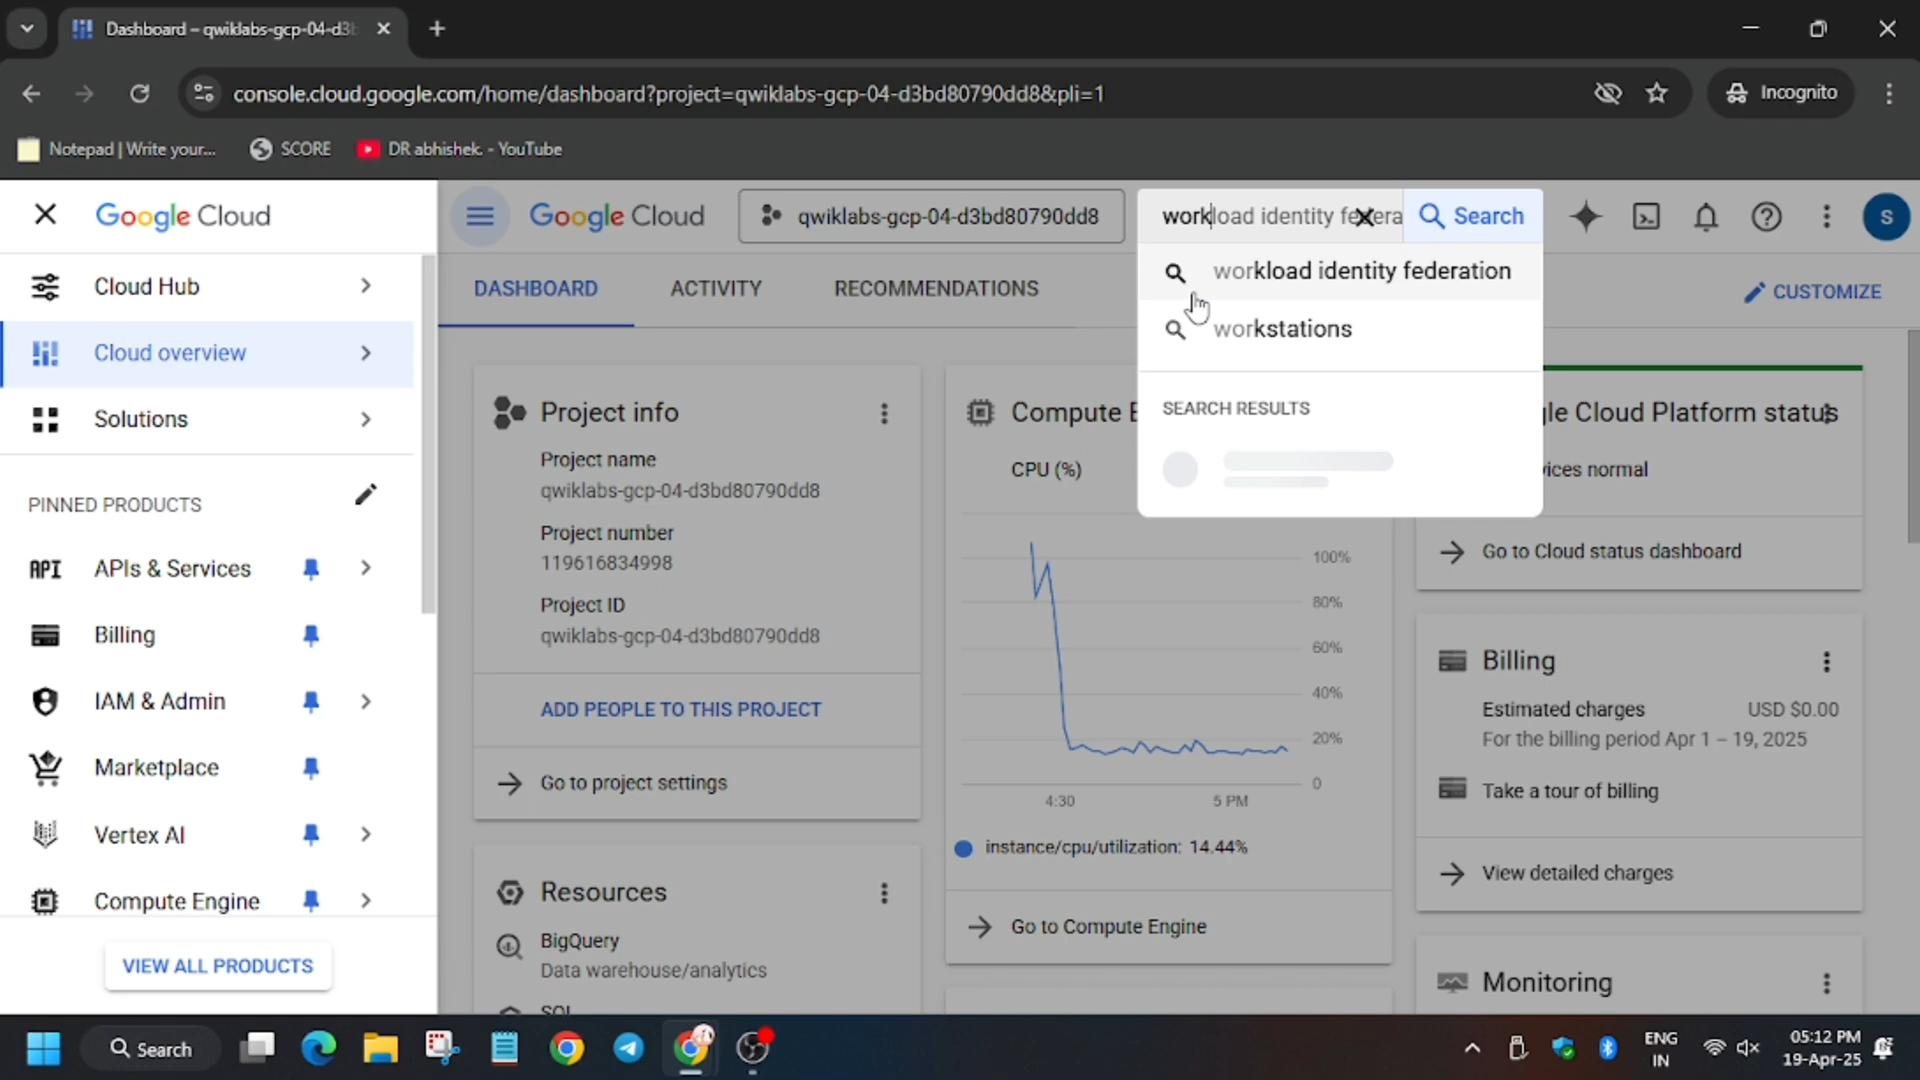 Dashboard – qwiklabs-gcp-04-d3b
console.cloud.google.com/home/dashboard?project=qwiklabs-gcp-04-d3bd80790dd8&pli=1
Incognito
Notepad | Write your...
SCORE
DR abhishek. - YouTube
Google Cloud
Google Cloud
qwiklabs-gcp-04-d3bd80790dd8
workload identity federa
Search
S
Cloud Hub
Cloud overview
Solutions
PINNED PRODUCTS
API
APIs & Services
Billing
IAM & Admin
Marketplace
Vertex AI
Compute Engine
VIEW ALL PRODUCTS
DASHBOARD
ACTIVITY
RECOMMENDATIONS
CUSTOMIZE
workload identity federation
workstations
SEARCH RESULTS
Project info
Project name
qwiklabs-gcp-04-d3bd80790dd8
Project number
119616834998
Project ID
qwiklabs-gcp-04-d3bd80790dd8
ADD PEOPLE TO THIS PROJECT
Go to project settings
Resources
BigQuery
Data warehouse/analytics
SQL
Compute E
CPU (%)
100%
80%
60%
40%
20%
0
4:30
5 PM
instance/cpu/utilization: 14.44%
Go to Compute Engine
gle Cloud Platform status
vices normal
Go to Cloud status dashboard
Billing
Estimated charges
USD $0.00
For the billing period Apr 1 – 19, 2025
Take a tour of billing
View detailed charges
Monitoring
Search
ENG
IN
05:12 PM
19-Apr-25